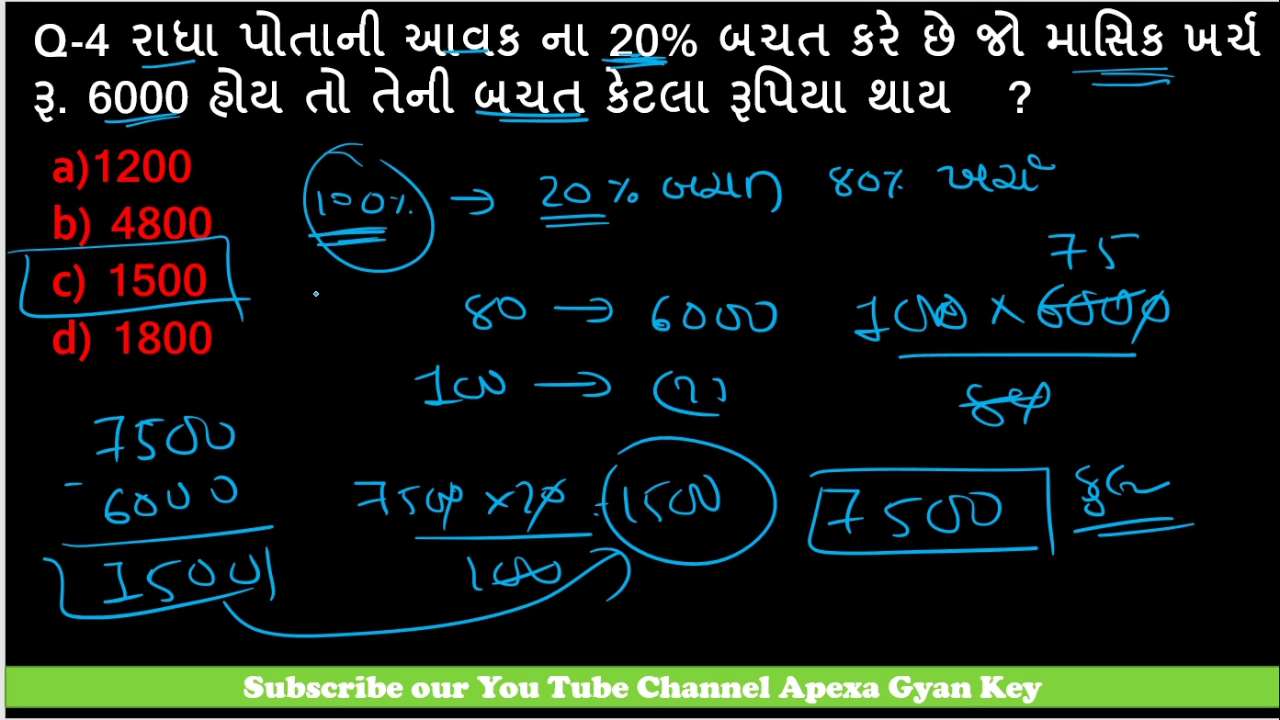 Q-4 રાધા પોતાની આવક ના 20% બચત કરે છે જો માસિક ખર્ચ
રૂ. 6000 હોય તો તેની બચત કેટલા રૂપિયા થાય ?
a)1200
b) 4800
c) 1500
d) 1800
100% → 20% બચત 80% ખર્ચ
80 → 6000
100 → (?)
75
100 × 6000
80
7500 કુલ
7500 × 20 = 1500
100
7500
- 6000
1500
Subscribe our You Tube Channel Apexa Gyan Key